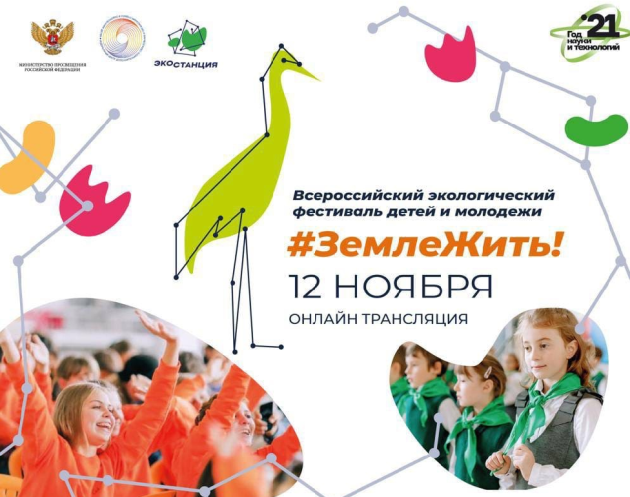 МИНИСТЕРСТВО ПРОСВЕЩЕНИЯ
РОССИЙСКОЙ ФЕДЕРАЦИИ
ЭКОСТАНЦИЯ
Год
науки
и технологий
'21
Всероссийский экологический
фестиваль детей и молодежи
#ЗемлеЖить!
12 НОЯБРЯ
ОНЛАЙН ТРАНСЛЯЦИЯ